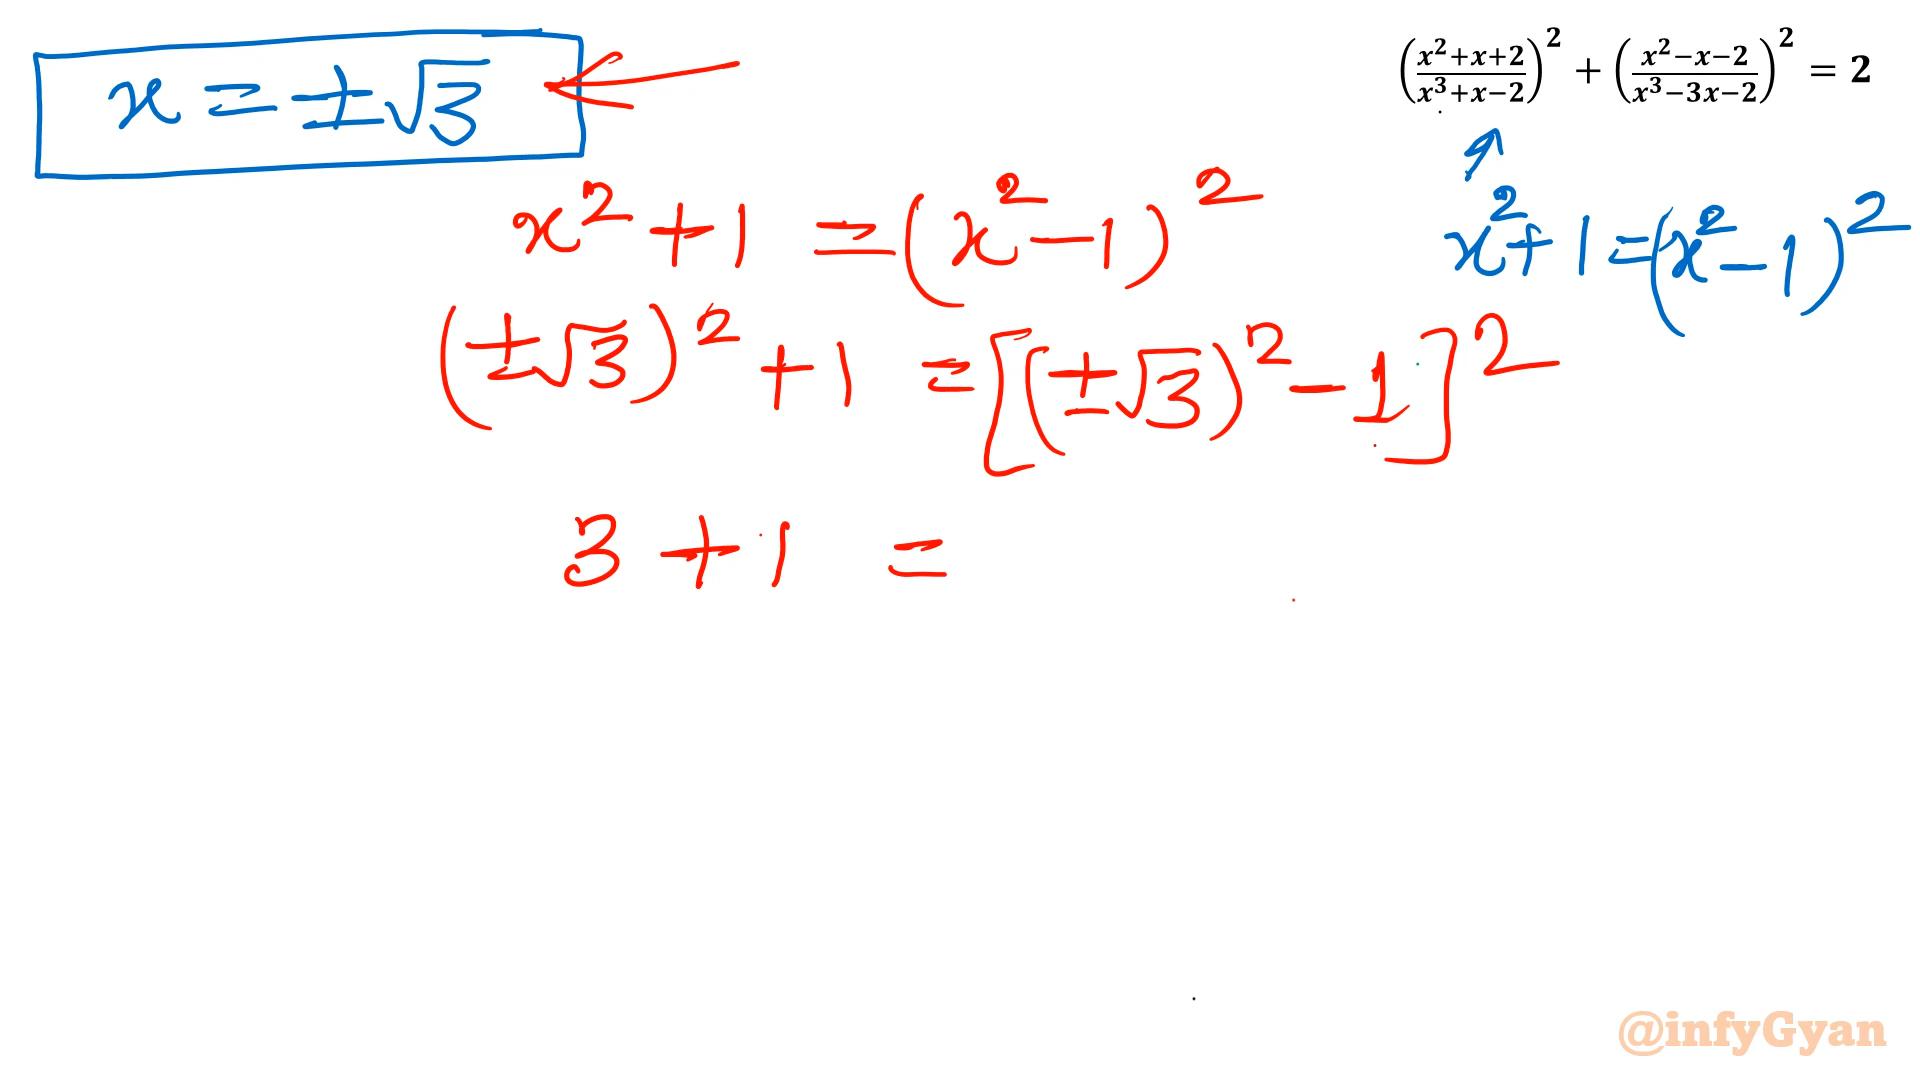 x = ±√3
((x²+x+2)/(x³+x−2))² + ((x²−x−2)/(x³−3x−2))² = 2
x² + 1 = (x² − 1)²
x² + 1 = (x² − 1)²
(±√3)² + 1 = [(±√3)² − 1]²
3 + 1 =
@infyGyan